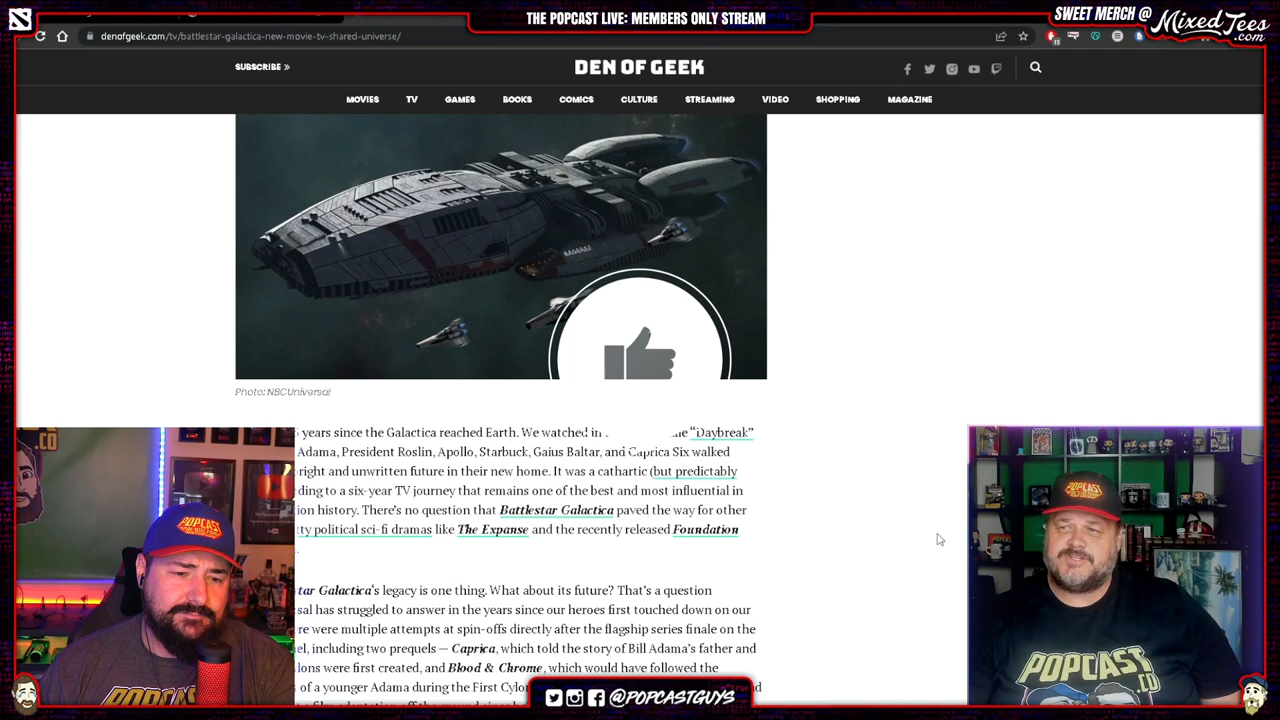 THE POPCAST LIVE: MEMBERS ONLY STREAM
SWEET MERCH @
MixedTees
.com
denofgeek.com/tv/battlestar-galactica-new-movie-tv-shared-universe/
SUBSCRIBE »
DEN OF GEEK
MOVIES TV GAMES BOOKS COMICS CULTURE STREAMING VIDEO SHOPPING MAGAZINE
Photo: NBCUniversal
years since the Galactica reached Earth. We watched in "Daybreak"
Adama, President Roslin, Apollo, Starbuck, Gaius Baltar, and Caprica Six walked
right and unwritten future in their new home. It was a cathartic (but predictably
ding to a six-year TV journey that remains one of the best and most influential in
ion history. There's no question that Battlestar Galactica paved the way for other
ty political sci-fi dramas like The Expanse and the recently released Foundation
tar Galactica's legacy is one thing. What about its future? That's a question
sal has struggled to answer in the years since our heroes first touched down on our
re were multiple attempts at spin-offs directly after the flagship series finale on the
el, including two prequels — Caprica, which told the story of Bill Adama's father and
lons were first created, and Blood & Chrome, which would have followed the
of a younger Adama during the First Cylon
@POPCASTGUYS
POPCAST
POPCAST
POPCAST
CO